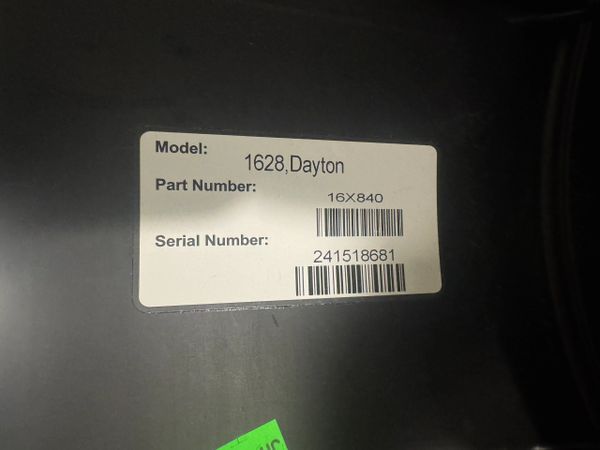 Model: 1628,Dayton
Part Number:
16X840
Serial Number:
241518681